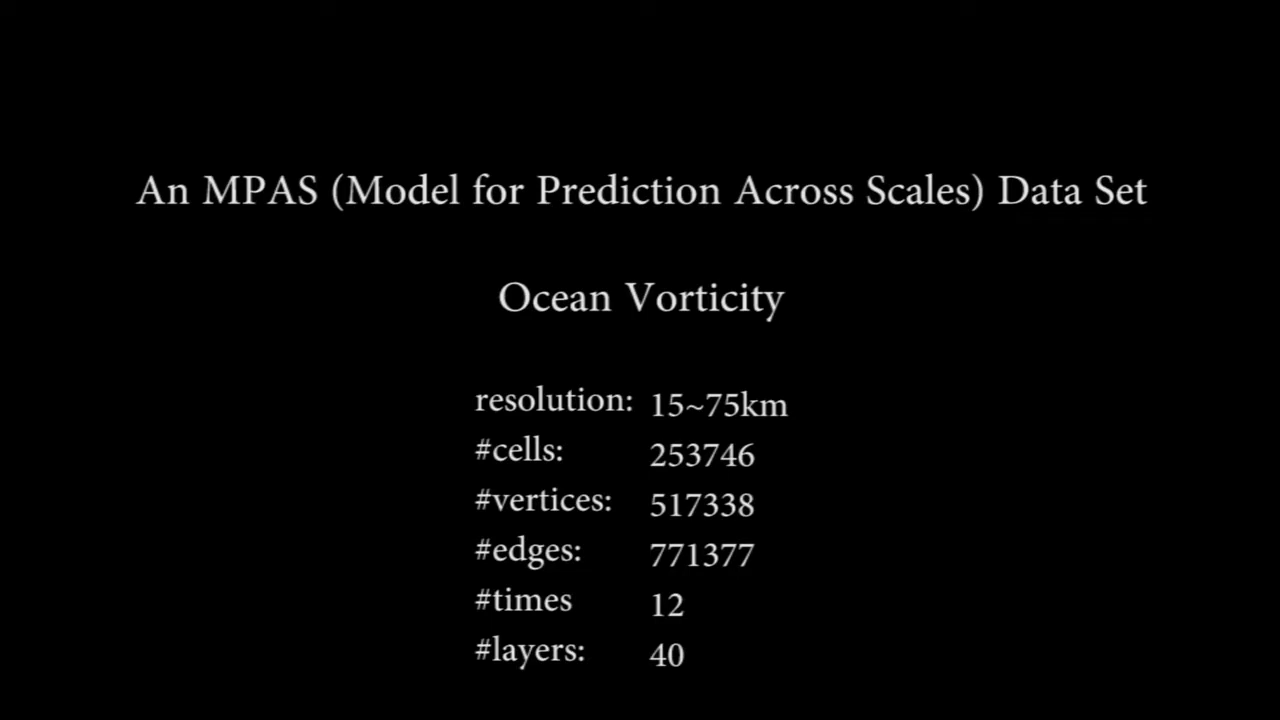 An MPAS (Model for Prediction Across Scales) Data Set
Ocean Vorticity
resolution: 15~75km
#cells: 253746
#vertices: 517338
#edges: 771377
#times 12
#layers: 40